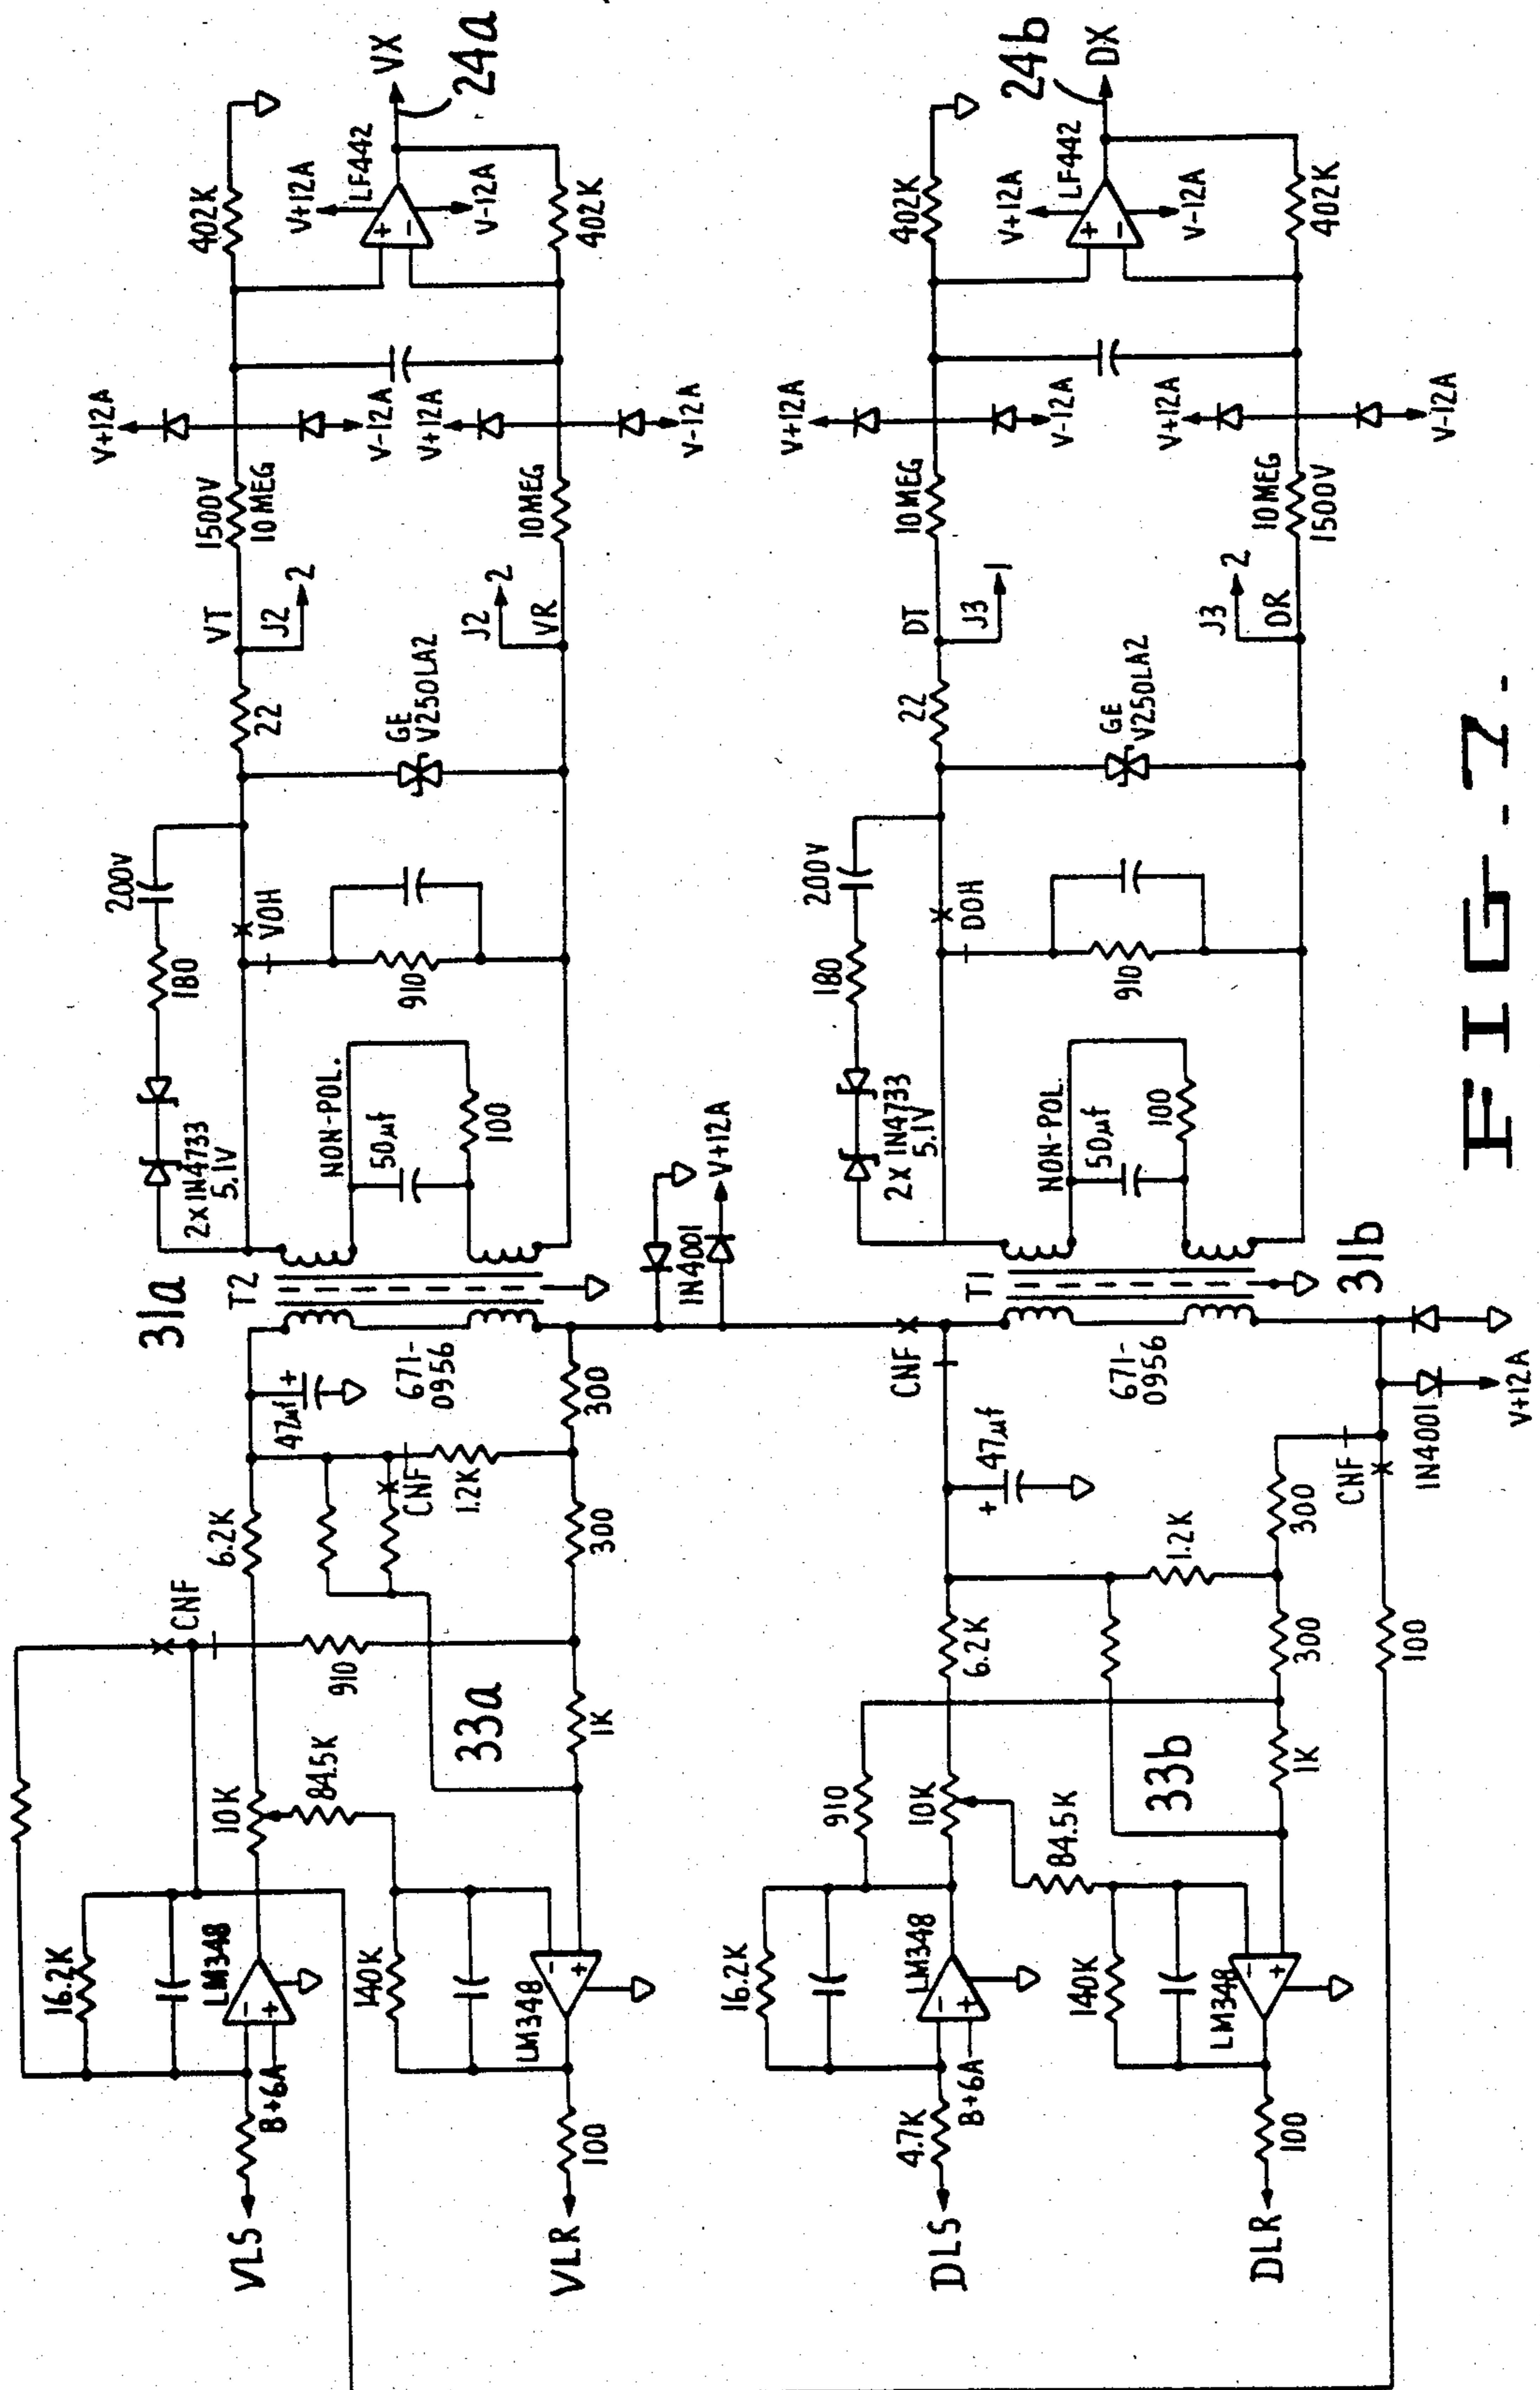 VX
24a
402K
V+12A
LF442
V-12A
402K
V+12A
V-12A
V+12A
V-12A
1500V
10 MEG
10MEG
VT
J2
2
J2
2
VR
22
GE
V250LA2
200V
VOH
180
910
2x1N4733
5.1V
NON-POL.
50µf
100
31a
T2
671-
0956
47µf
+
300
CNF
1.2K
300
6.2K
CNF
910
33a
1K
10K
84.5K
16.2K
LM348
-
+
140K
LM348
-
+
B+6A
100
VLS
VLR
1N4001
V+12A
24b
DX
402K
V+12A
LF442
V-12A
402K
V+12A
V-12A
V+12A
V-12A
10MEG
10MEG
1500V
DT
J3
1
J3
2
DR
22
GE
V250LA2
200V
DOH
180
910
2x1N4733
5.1V
NON-POL.
50µf
100
31b
T1
671-
0956
CNF
47µf
+
300
1.2K
CNF
1N4001
V+12A
6.2K
300
100
910
33b
1K
10K
84.5K
16.2K
LM348
-
+
140K
LM348
-
+
4.7K
B+6A
100
DLS
DLR
FIG-7-